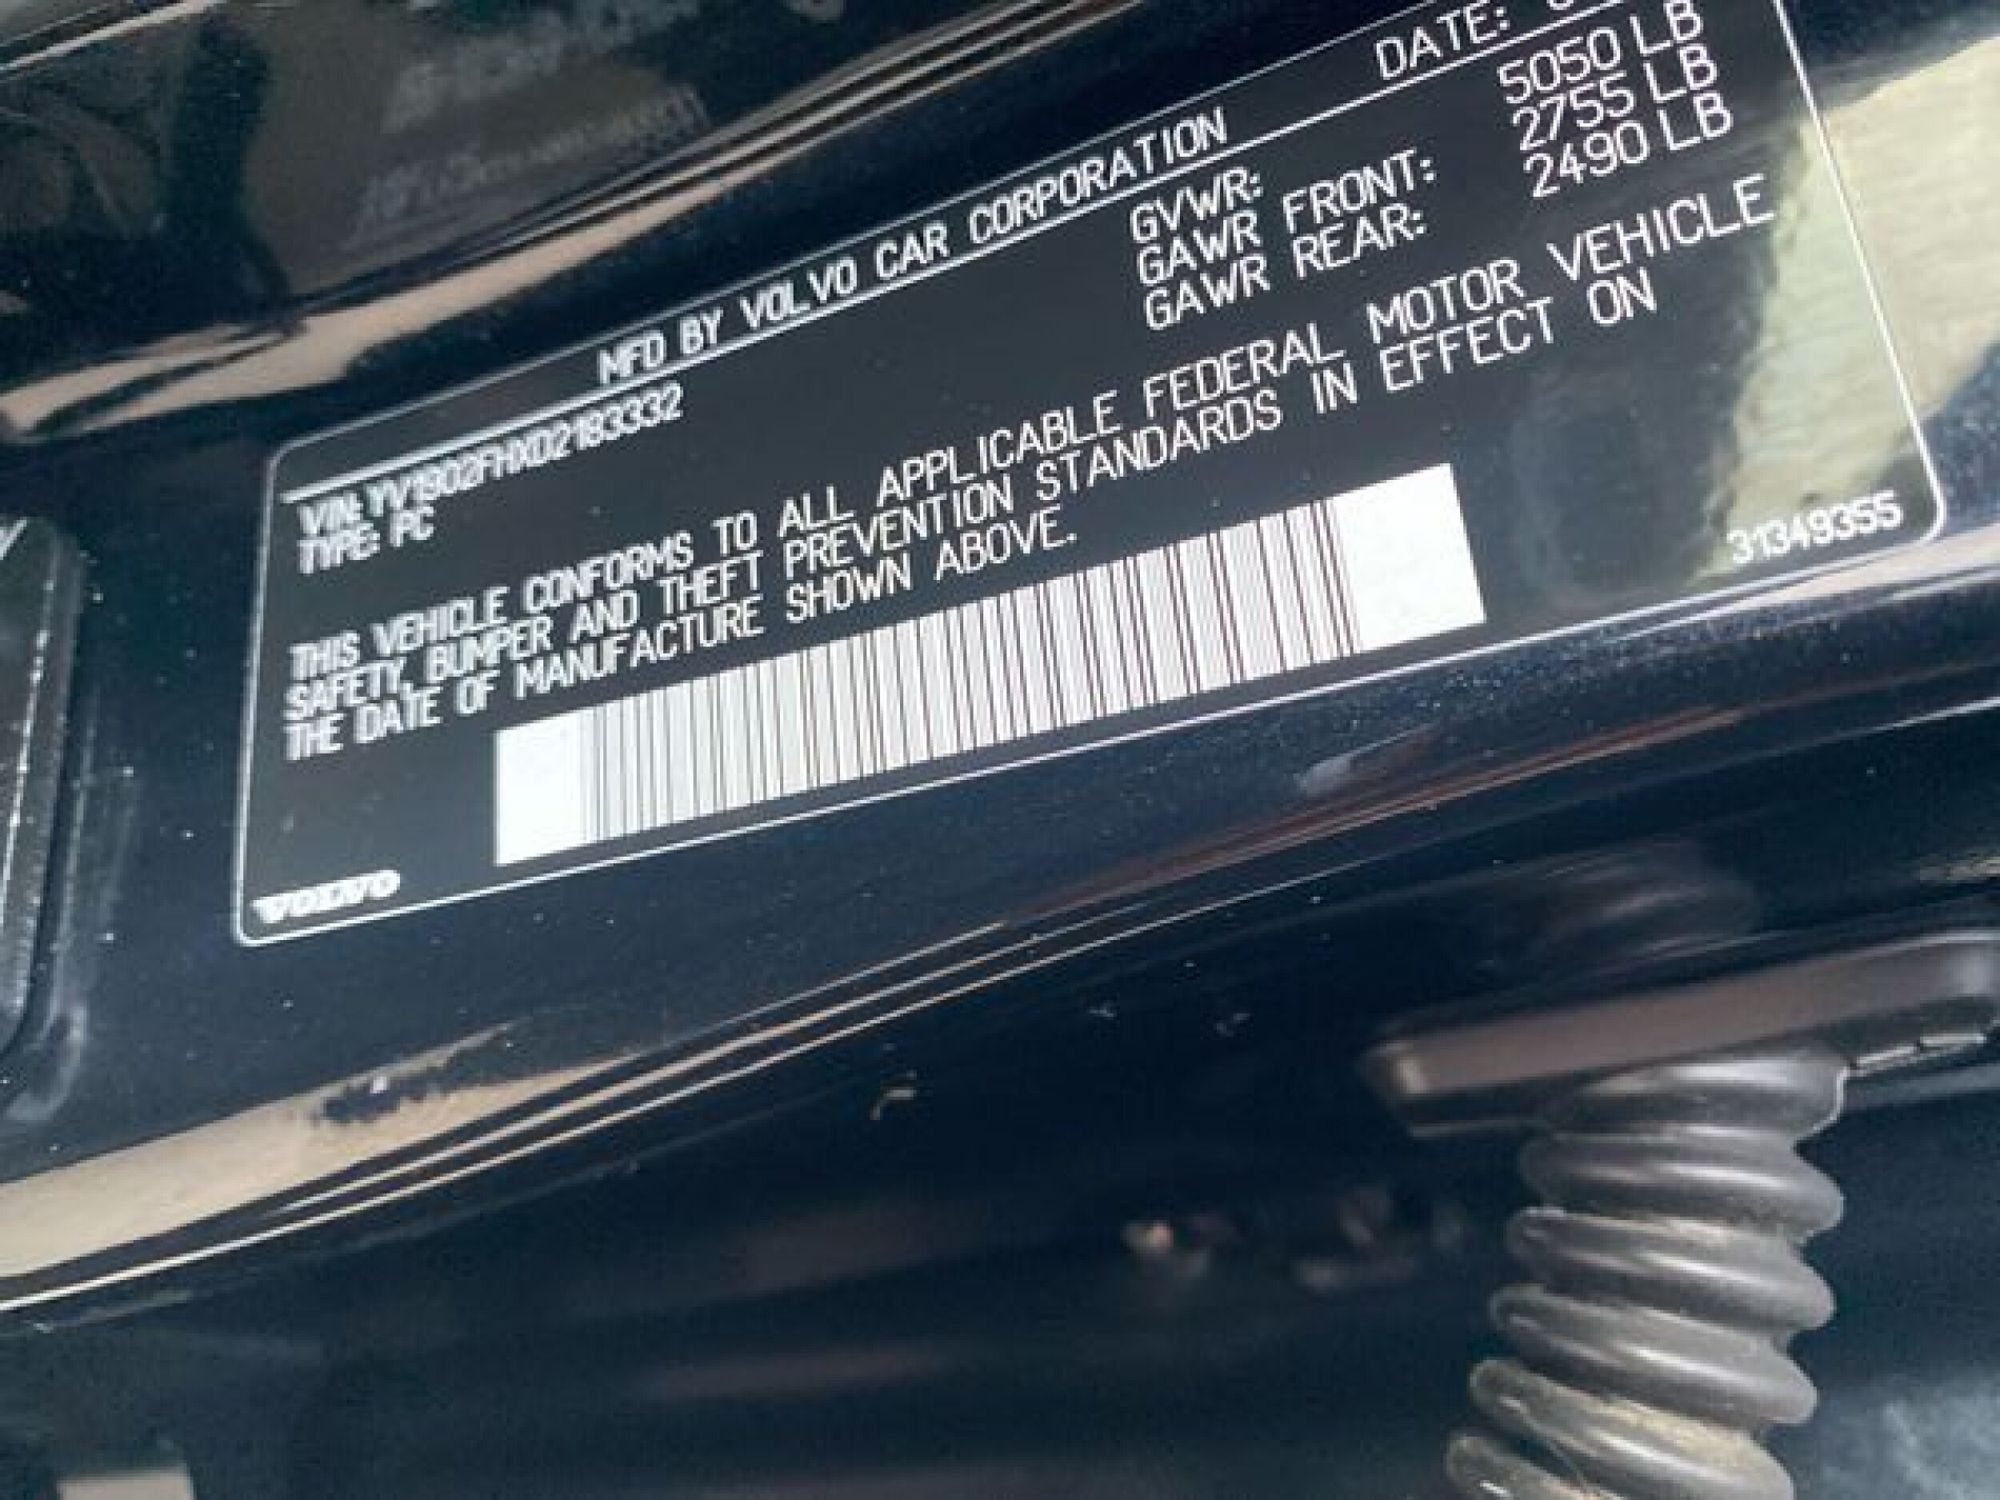 MFD BY VOLVO CAR CORPORATION DATE:
VIN: YV1902FHXD2183332
TYPE: PC
GVWR: 5050 LB
GAWR FRONT: 2755 LB
GAWR REAR: 2490 LB
THIS VEHICLE CONFORMS TO ALL APPLICABLE FEDERAL MOTOR VEHICLE
SAFETY, BUMPER AND THEFT PREVENTION STANDARDS IN EFFECT ON
THE DATE OF MANUFACTURE SHOWN ABOVE.
31349355
VOLVO